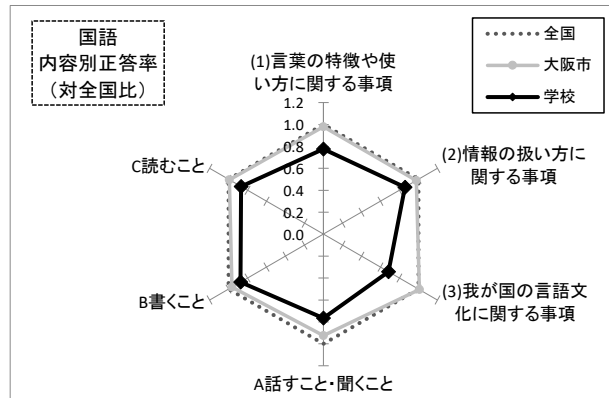 国語
内容別正答率
（対全国比）
全国
大阪市
学校
(1)言葉の特徴や使
い方に関する事項
(2)情報の扱い方に
関する事項
(3)我が国の言語文
化に関する事項
A話すこと・聞くこと
B書くこと
C読むこと
1.2
1.0
0.8
0.6
0.4
0.2
0.0